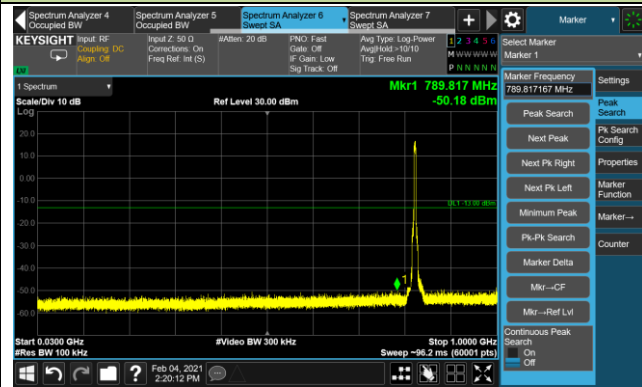 Spectrum Analyzer 4
Occupied BW
Spectrum Analyzer 5
Occupied BW
Spectrum Analyzer 6
Swept SA
Spectrum Analyzer 7
Swept SA
Marker
KEYSIGHT
Input: RF
Coupling: DC
Align: Off
Input Z: 50 Ω
Corrections: On
Freq Ref: Int (S)
#Atten: 20 dB
PNO: Fast
Gate: Off
IF Gain: Low
Sig Track: Off
Avg Type: Log-Power
Avg|Hold:>10/10
Trig: Free Run
1 2 3 4 5 6
M W W W W W
P N N N N N
Select Marker
Marker 1
1 Spectrum
Mkr1 789.817 MHz
-50.18 dBm
Scale/Div 10 dB
Ref Level 30.00 dBm
Log
20.0
10.0
0.00
-10.0
-20.0
-30.0
-40.0
-50.0
-60.0
DL1 -13.00 dBm
1
Start 0.0300 GHz
#Video BW 300 kHz
Stop 1.0000 GHz
#Res BW 100 kHz
Sweep ~96.2 ms (60001 pts)
Marker Frequency
789.817167 MHz
Peak Search
Next Peak
Next Pk Right
Next Pk Left
Minimum Peak
Pk-Pk Search
Marker Delta
Mkr→CF
Mkr→Ref Lvl
Continuous Peak
Search
On
Off
Settings
Peak
Search
Pk Search
Config
Properties
Marker
Function
Marker→
Counter
Feb 04, 2021
2:20:12 PM